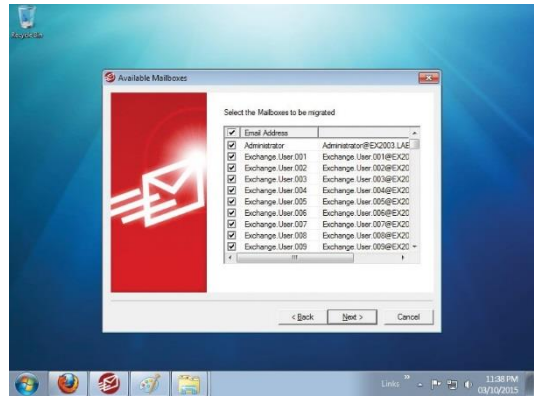 Recycle Bin
Available Mailboxes
Select the Mailboxes to be migrated
Email Address
Administrator Administrator@EX2003.LAE
Exchange.User.001 Exchange.User.001@EX20
Exchange.User.002 Exchange.User.002@EX20
Exchange.User.003 Exchange.User.003@EX20
Exchange.User.004 Exchange.User.004@EX20
Exchange.User.005 Exchange.User.005@EX20
Exchange.User.006 Exchange.User.006@EX20
Exchange.User.007 Exchange.User.007@EX20
Exchange.User.008 Exchange.User.008@EX20
Exchange.User.009 Exchange.User.009@EX20
< Back Next > Cancel
Links 11:38 PM
03/10/2015